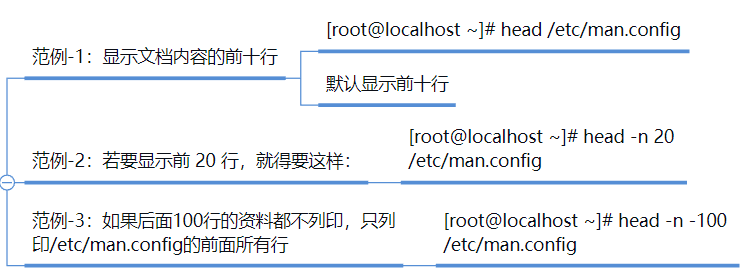 范例-1：显示文档内容的前十行
[root@localhost ~]# head /etc/man.config
默认显示前十行
范例-2：若要显示前 20 行，就得要这样：
[root@localhost ~]# head -n 20
/etc/man.config
范例-3：如果后面100行的资料都不列印，只列
印/etc/man.config的前面所有行
[root@localhost ~]# head -n -100
/etc/man.config